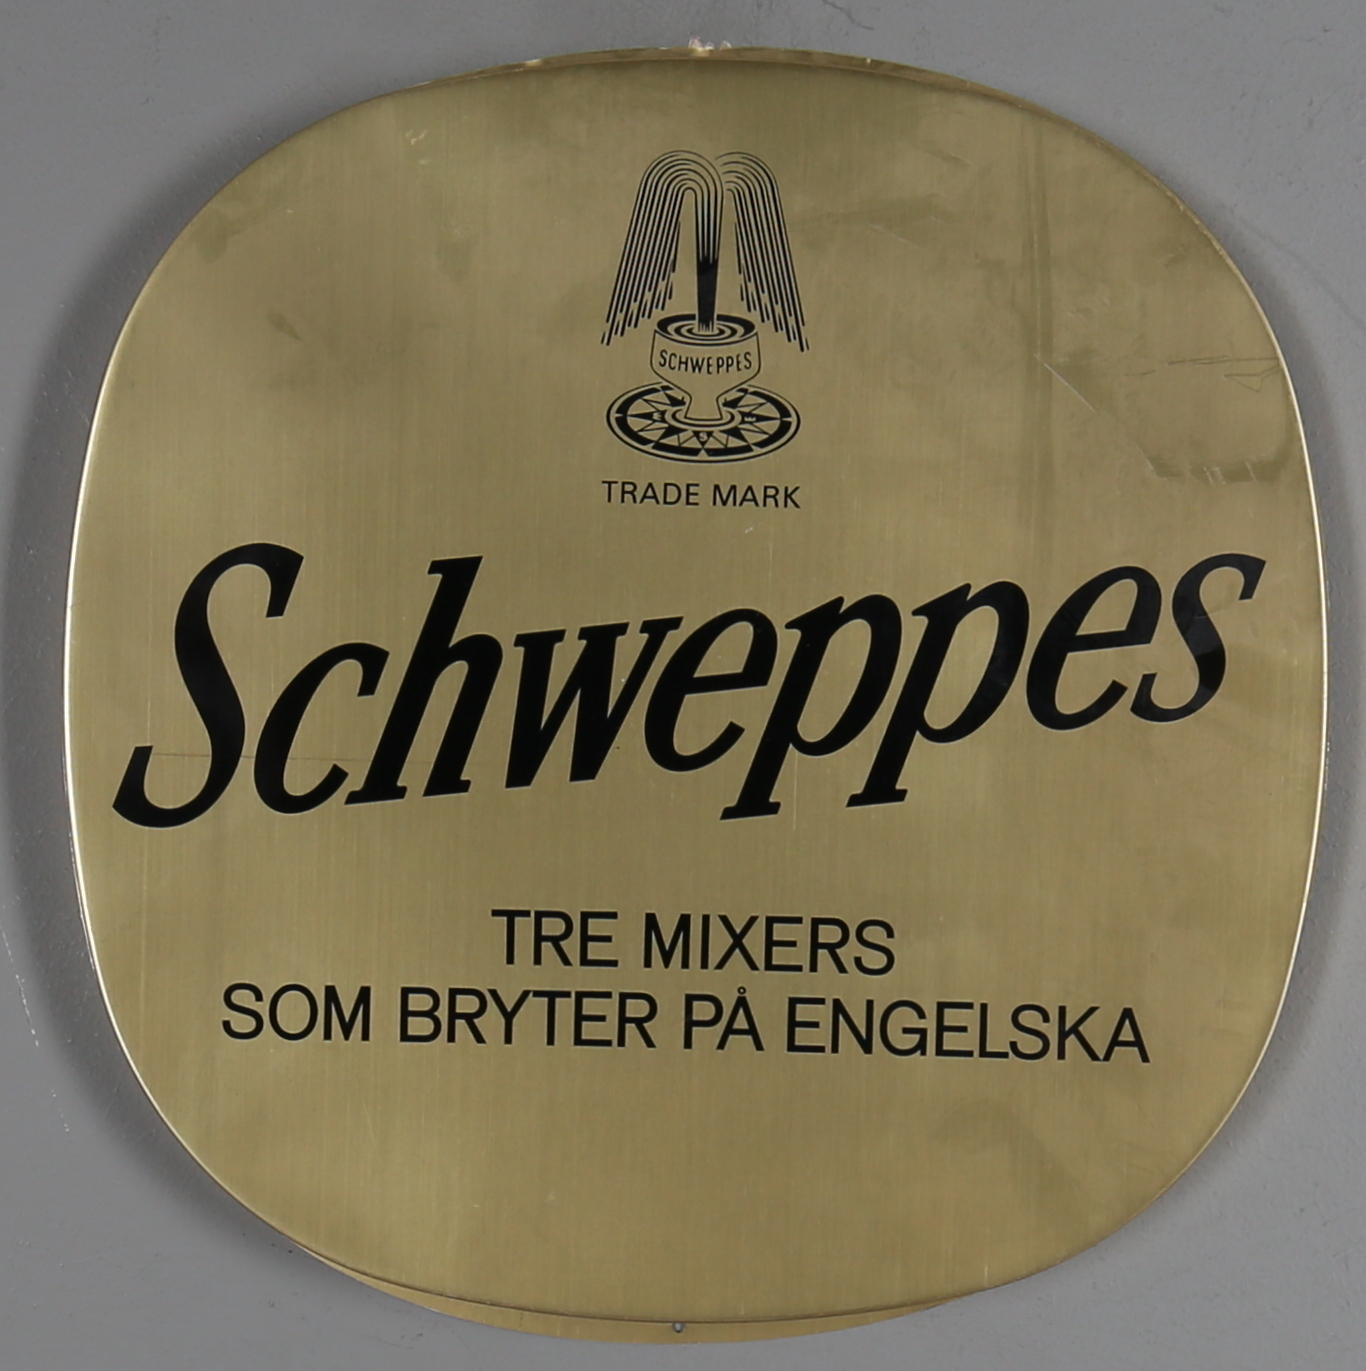 SCHWEPPES
TRADE MARK
Schweppes
TRE MIXERS
SOM BRYTER PÅ ENGELSKA